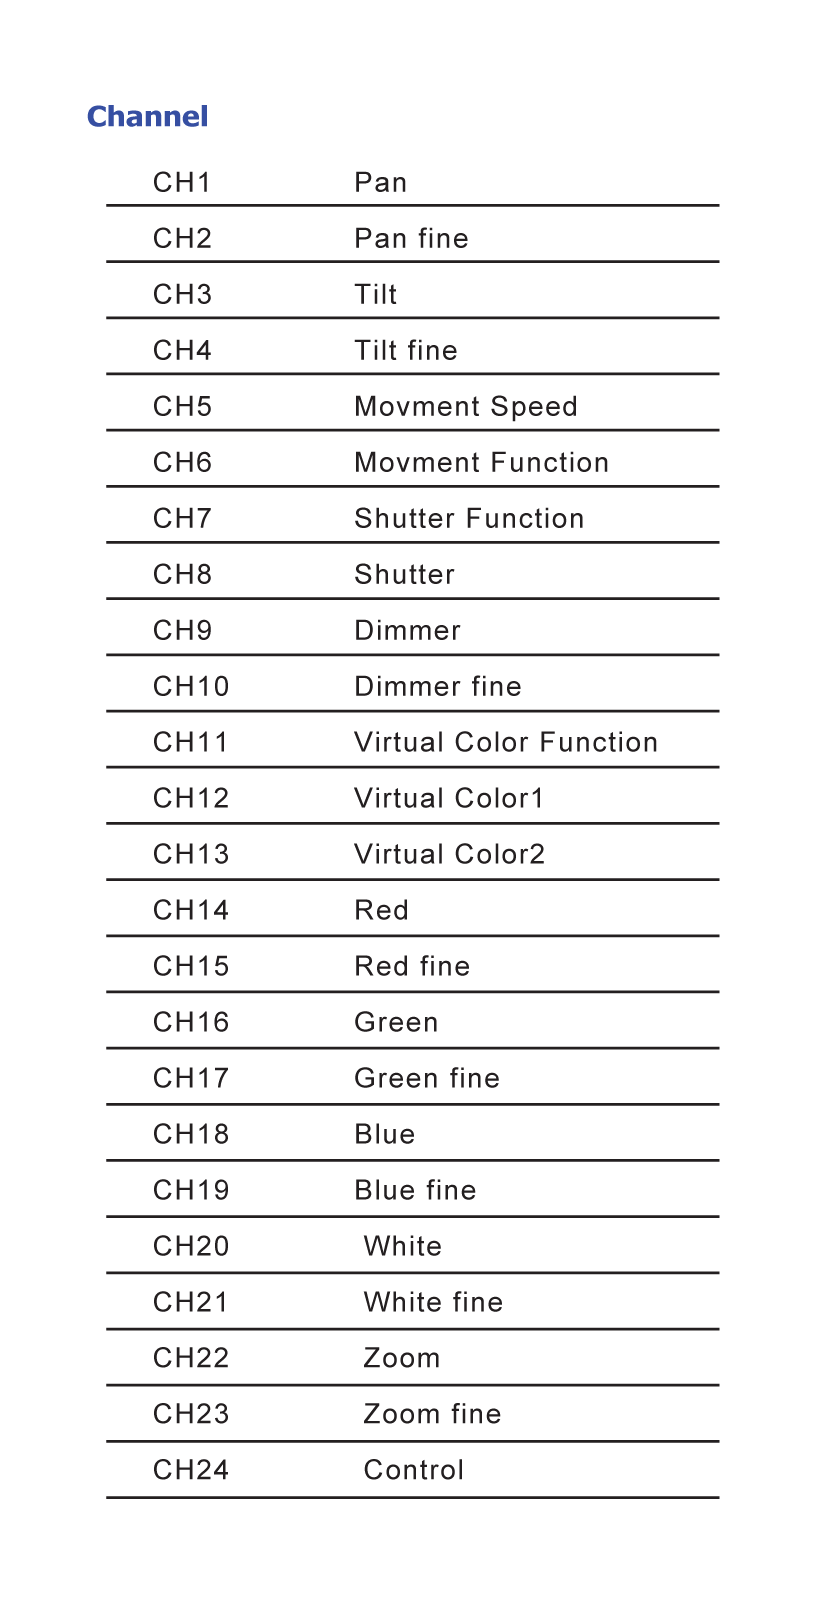 Channel
CH1 Pan
CH2 Pan fine
CH3 Tilt
CH4 Tilt fine
CH5 Movment Speed
CH6 Movment Function
CH7 Shutter Function
CH8 Shutter
CH9 Dimmer
CH10 Dimmer fine
CH11 Virtual Color Function
CH12 Virtual Color1
CH13 Virtual Color2
CH14 Red
CH15 Red fine
CH16 Green
CH17 Green fine
CH18 Blue
CH19 Blue fine
CH20 White
CH21 White fine
CH22 Zoom
CH23 Zoom fine
CH24 Control